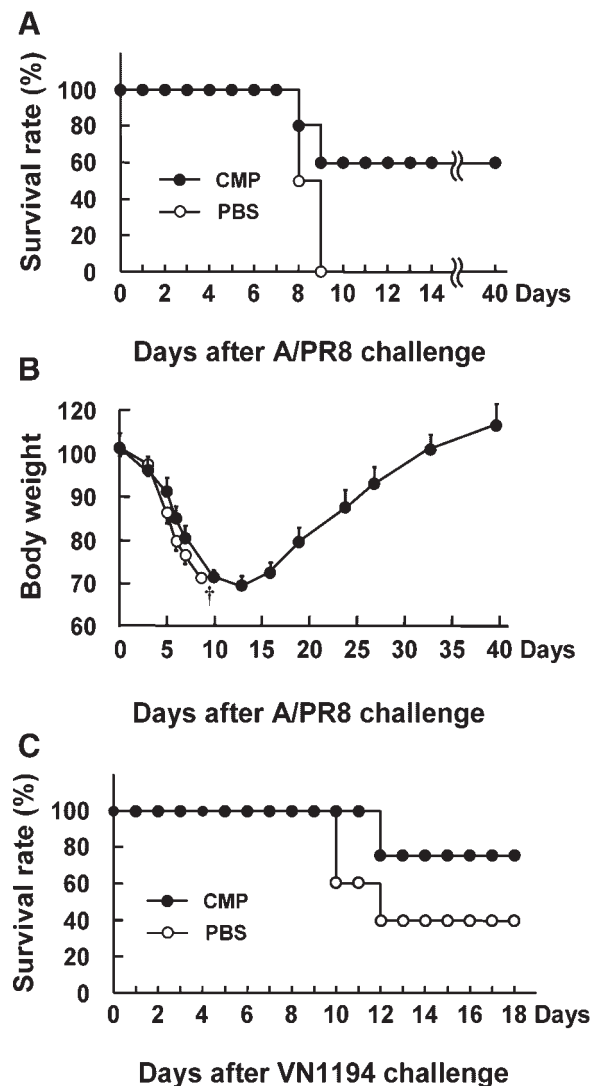 A
Survival rate (%)
100
80
60
40
20
0
CMP
PBS
0 2 4 6 8 10 12 14 40 Days
Days after A/PR8 challenge
B
Body weight
120
100
90
80
70
60
†
0 5 10 15 20 25 30 35 40 Days
Days after A/PR8 challenge
C
Survival rate (%)
100
80
60
40
20
0
CMP
PBS
0 2 4 6 8 10 12 14 16 18 Days
Days after VN1194 challenge